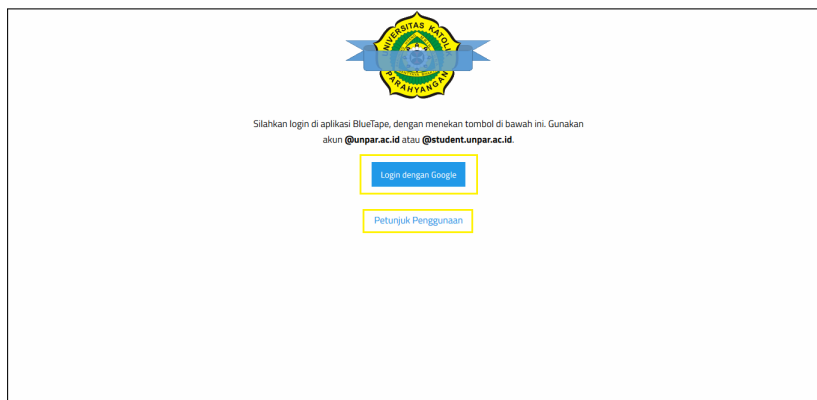 UNIVERSITAS KATOLIK
PARAHYANGAN
Silahkan login di aplikasi BlueTape, dengan menekan tombol di bawah ini. Gunakan
akun @unpar.ac.id atau @student.unpar.ac.id.
Login dengan Google
Petunjuk Penggunaan